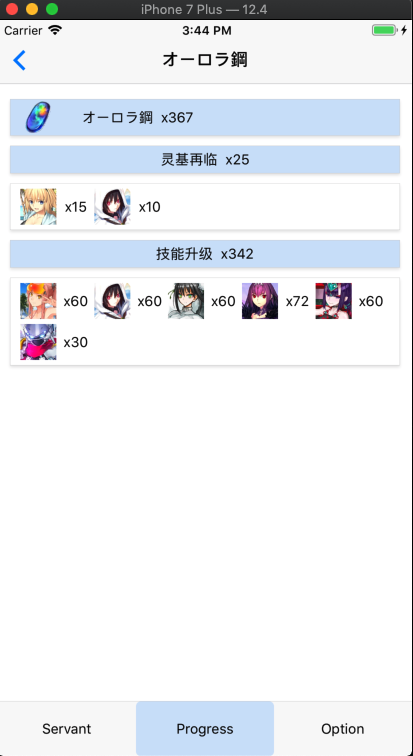 iPhone 7 Plus — 12.4
Carrier 3:44 PM
オーロラ鋼
オーロラ鋼 x367
灵基再临 x25
x15 x10
技能升级 x342
x60 x60 x60 x72 x60
x30
Servant Progress Option